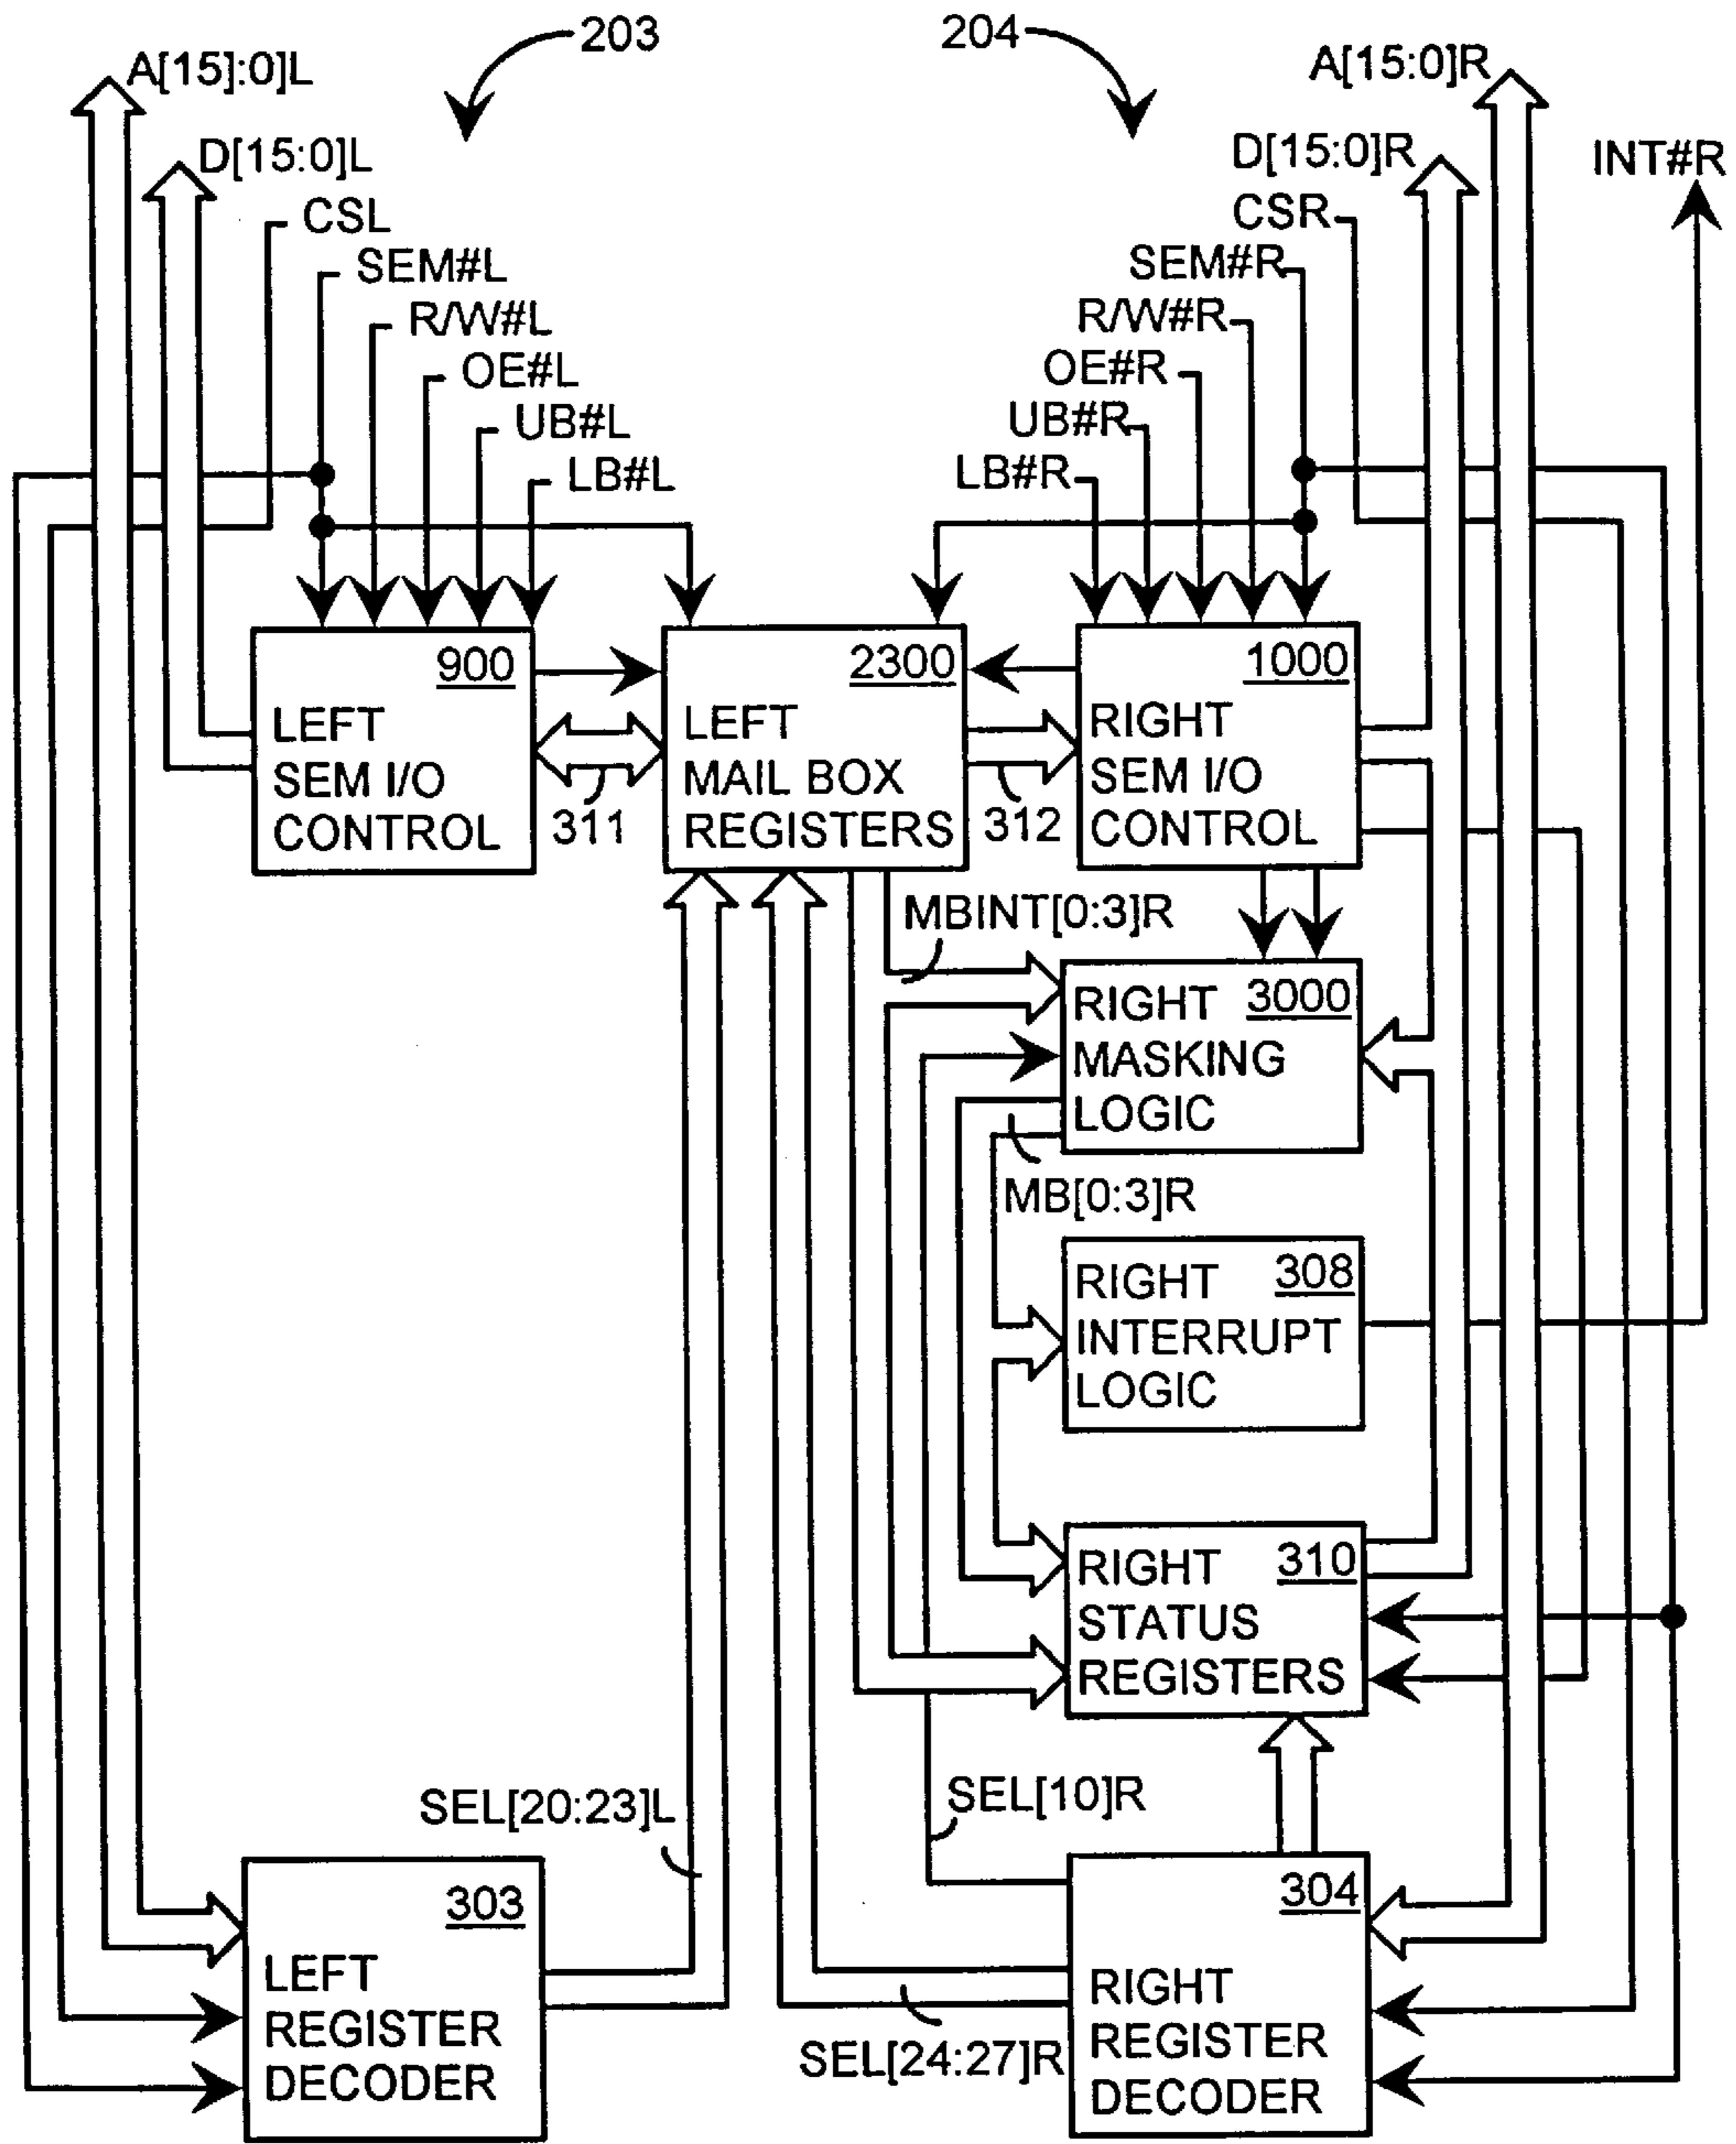 203
204
A[15]:0]L
A[15:0]R
D[15:0]L
D[15:0]R
INT#R
CSL
CSR
SEM#L
SEM#R
R/W#L
R/W#R
OE#L
OE#R
UB#L
UB#R
LB#L
LB#R
900
LEFT
SEM I/O
CONTROL
311
2300
LEFT
MAIL BOX
REGISTERS
312
1000
RIGHT
SEM I/O
CONTROL
MBINT[0:3]R
3000
RIGHT
MASKING
LOGIC
MB[0:3]R
308
RIGHT
INTERRUPT
LOGIC
310
RIGHT
STATUS
REGISTERS
SEL[20:23]L
SEL[10]R
303
LEFT
REGISTER
DECODER
SEL[24:27]R
304
RIGHT
REGISTER
DECODER